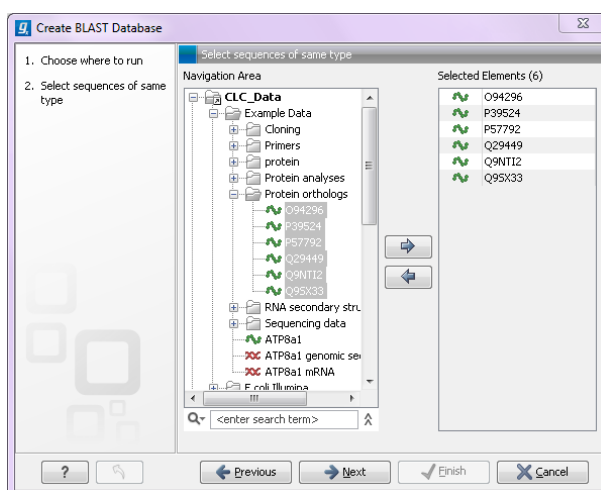 Create BLAST Database
1. Choose where to run
2. Select sequences of same
type
Select sequences of same type
Navigation Area
CLC_Data
Example Data
Cloning
Primers
protein
Protein analyses
Protein orthologs
O94296
P39524
P57792
Q29449
Q9NTI2
Q9SX33
RNA secondary stru
Sequencing data
ATP8a1
ATP8a1 genomic se
ATP8a1 mRNA
E.coli Illumina
<enter search term>
Selected Elements (6)
O94296
P39524
P57792
Q29449
Q9NTI2
Q9SX33
?
Previous
Next
Finish
Cancel